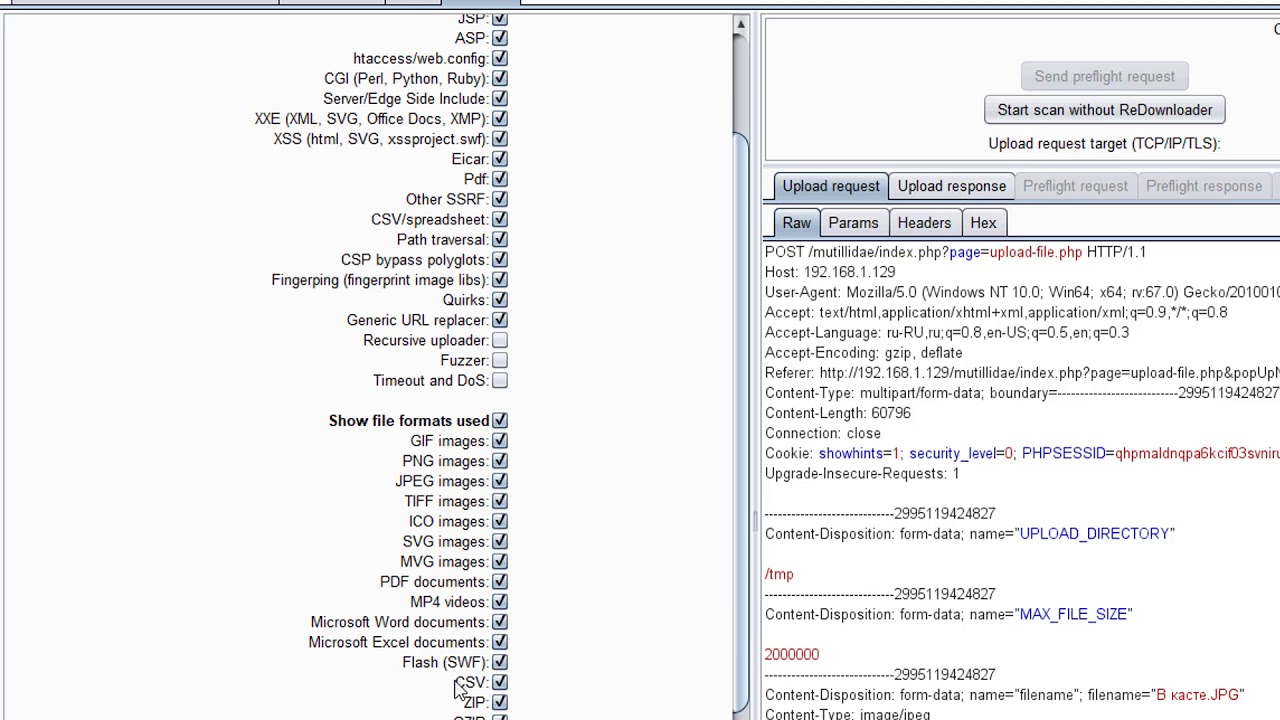 JSP:
ASP:
htaccess/web.config:
CGI (Perl, Python, Ruby):
Server/Edge Side Include:
XXE (XML, SVG, Office Docs, XMP):
XSS (html, SVG, xssproject.swf):
Eicar:
Pdf:
Other SSRF:
CSV/spreadsheet:
Path traversal:
CSP bypass polyglots:
Fingerping (fingerprint image libs):
Quirks:
Generic URL replacer:
Recursive uploader:
Fuzzer:
Timeout and DoS:
Show file formats used
GIF images:
PNG images:
JPEG images:
TIFF images:
ICO images:
SVG images:
MVG images:
PDF documents:
MP4 videos:
Microsoft Word documents:
Microsoft Excel documents:
Flash (SWF):
CSV:
ZIP:
Send preflight request
Start scan without ReDownloader
Upload request target (TCP/IP/TLS):
Upload request Upload response Preflight request Preflight response
Raw Params Headers Hex
POST /mutillidae/index.php?page=upload-file.php HTTP/1.1
Host: 192.168.1.129
User-Agent: Mozilla/5.0 (Windows NT 10.0; Win64; x64; rv:67.0) Gecko/2010010
Accept: text/html,application/xhtml+xml,application/xml;q=0.9,*/*;q=0.8
Accept-Language: ru-RU,ru;q=0.8,en-US;q=0.5,en;q=0.3
Accept-Encoding: gzip, deflate
Referer: http://192.168.1.129/mutillidae/index.php?page=upload-file.php&popUpN
Content-Type: multipart/form-data; boundary=---------------------------2995119424827
Content-Length: 60796
Connection: close
Cookie: showhints=1; security_level=0; PHPSESSID=qhpmaldnqpa6kcif03svniru
Upgrade-Insecure-Requests: 1
-----------------------------2995119424827
Content-Disposition: form-data; name="UPLOAD_DIRECTORY"
/tmp
-----------------------------2995119424827
Content-Disposition: form-data; name="MAX_FILE_SIZE"
2000000
-----------------------------2995119424827
Content-Disposition: form-data; name="filename"; filename="В касте.JPG"
Content-Type: image/jpeg